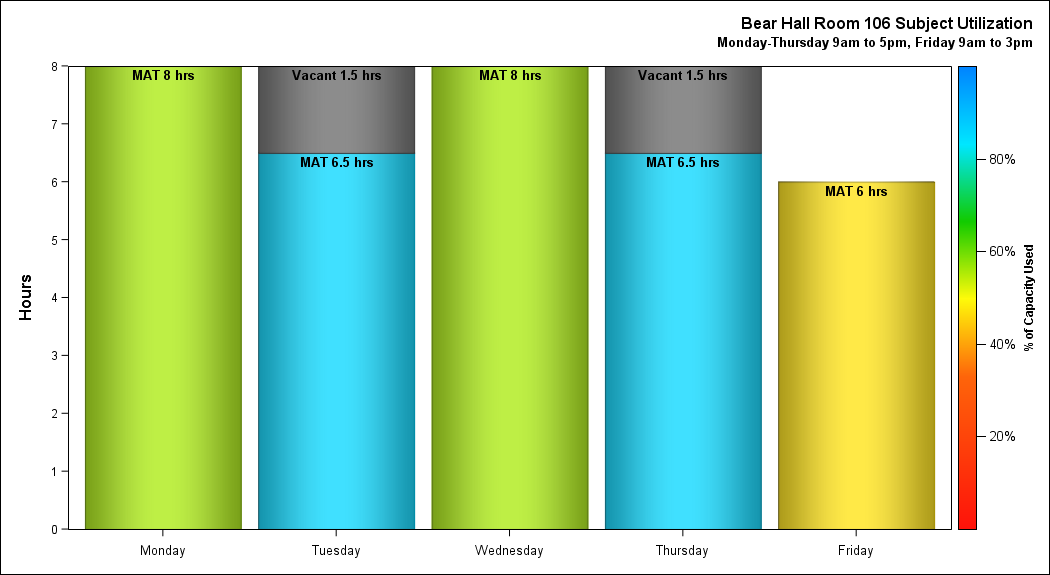 Bear Hall Room 106 Subject Utilization
Monday-Thursday 9am to 5pm, Friday 9am to 3pm
Hours
8
7
6
5
4
3
2
1
0
MAT 8 hrs
Vacant 1.5 hrs
MAT 6.5 hrs
MAT 8 hrs
Vacant 1.5 hrs
MAT 6.5 hrs
MAT 6 hrs
Monday
Tuesday
Wednesday
Thursday
Friday
80%
60%
40%
20%
% of Capacity Used